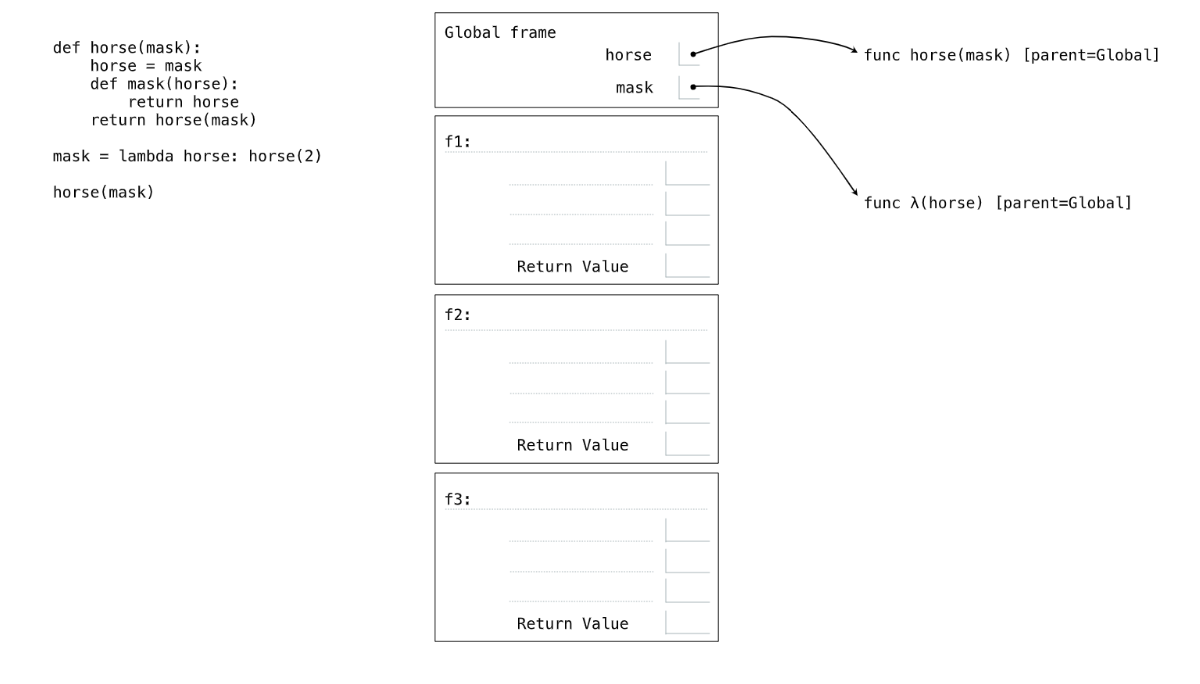 def horse(mask):
    horse = mask
    def mask(horse):
        return horse
    return horse(mask)
mask = lambda horse: horse(2)
horse(mask)
Global frame
horse
mask
func horse(mask) [parent=Global]
func λ(horse) [parent=Global]
f1:
Return Value
f2:
Return Value
f3:
Return Value